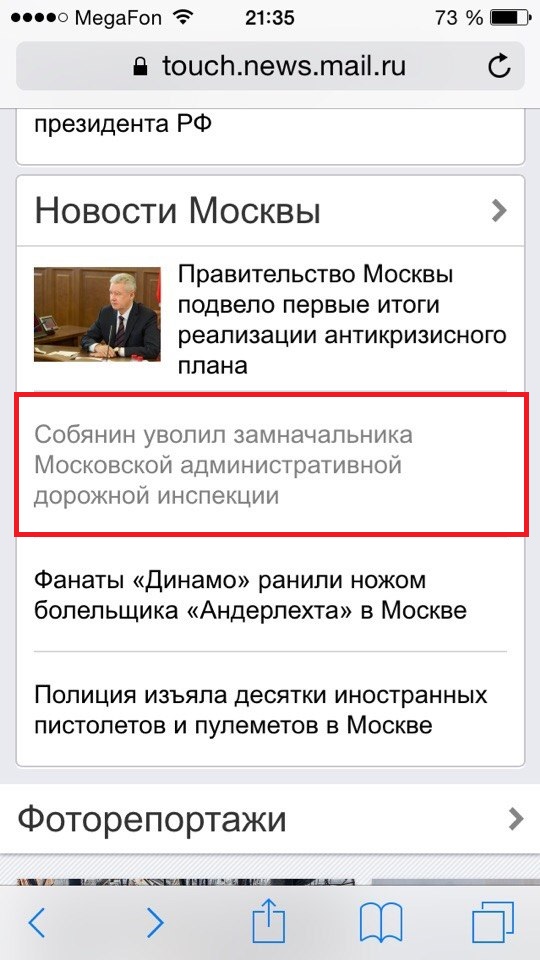 MegaFon 21:35 73 %
touch.news.mail.ru
президента РФ
Новости Москвы
Правительство Москвы
подвело первые итоги
реализации антикризисного
плана
Собянин уволил замначальника
Московской административной
дорожной инспекции
Фанаты «Динамо» ранили ножом
болельщика «Андерлехта» в Москве
Полиция изъяла десятки иностранных
пистолетов и пулеметов в Москве
Фоторепортажи